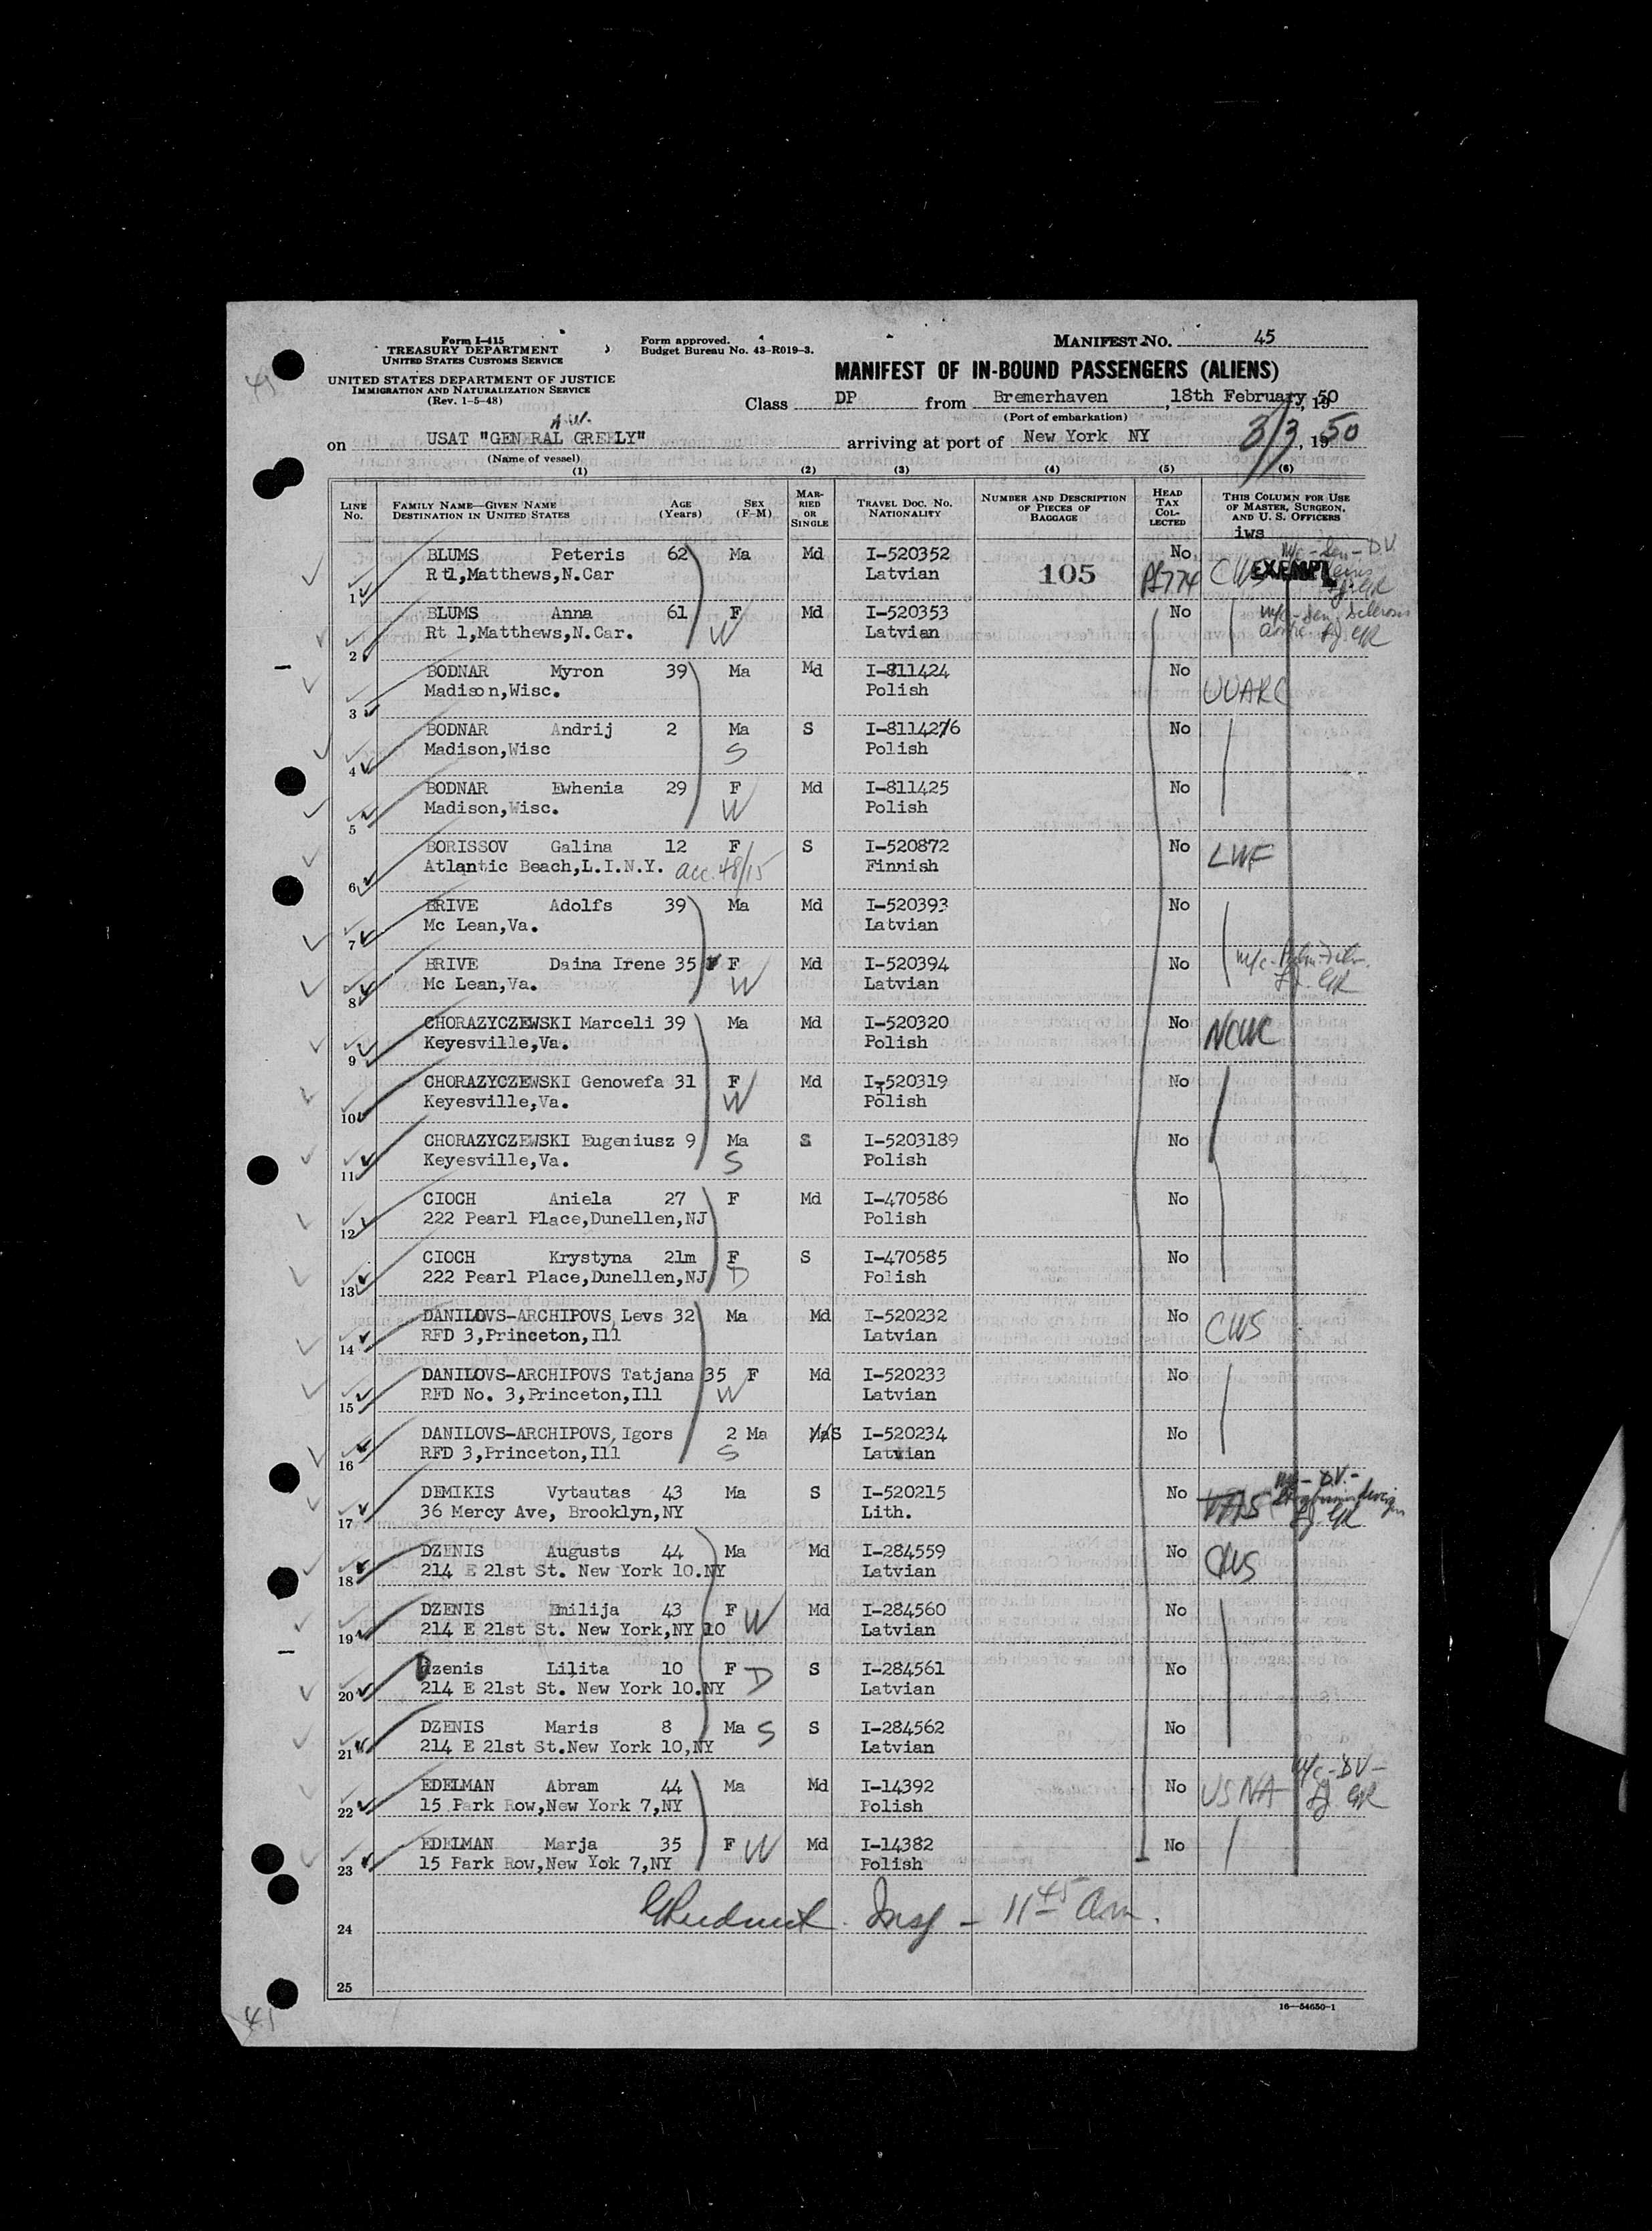 Form I-415
TREASURY DEPARTMENT
UNITED STATES CUSTOMS SERVICE
UNITED STATES DEPARTMENT OF JUSTICE
IMMIGRATION AND NATURALIZATION SERVICE
(Rev. 1-5-48)
Form approved.
Budget Bureau No. 43-R019-3.
MANIFEST No. 45
MANIFEST OF IN-BOUND PASSENGERS (ALIENS)
Class DP from Bremerhaven, 18th February, 1950
(Port of embarkation)
A.W.
on USAT "GENERAL GREELY" arriving at port of New York NY 3/3, 1950
(Name of vessel)
(1) (2) (3) (4) (5) (6)
LINE No. FAMILY NAME—GIVEN NAME DESTINATION IN UNITED STATES AGE (Years) SEX (F-M) MARRIED OR SINGLE TRAVEL DOC. No. NATIONALITY NUMBER AND DESCRIPTION OF PIECES OF BAGGAGE HEAD TAX COLLECTED THIS COLUMN FOR USE OF MASTER, SURGEON, AND U. S. OFFICERS
iws
BLUMS Peteris 62 Ma Md I-520352 No m/c - Sen - D.V.
1 Rt1,Matthews,N.Car Latvian 105 EXEMPT
BLUMS Anna 61 F Md I-520353 No
2 Rt 1,Matthews,N.Car. W Latvian
BODNAR Myron 39 Ma Md I-811424 No
3 Madison,Wisc. Polish UUARC
BODNAR Andrij 2 Ma S I-811427/6 No
4 Madison,Wisc S Polish
BODNAR Ewhenia 29 F Md I-811425 No
5 Madison,Wisc. W Polish
BORISSOV Galina 12 F S I-520872 No
6 Atlantic Beach,L.I.N.Y. acc. 48/15 Finnish LWF
BRIVE Adolfs 39 Ma Md I-520393 No
7 Mc Lean,Va. Latvian
BRIVE Daina Irene 35 F Md I-520394 No
8 Mc Lean,Va. W Latvian
CHORAZYCZEWSKI Marceli 39 Ma Md I-520320 No
9 Keyesville,Va. Polish NCWC
CHORAZYCZEWSKI Genowefa 31 F Md I-520319 No
10 Keyesville,Va. W Polish
CHORAZYCZEWSKI Eugeniusz 9 Ma S I-5203189 No
11 Keyesville,Va. S Polish
CIOCH Aniela 27 F Md I-470586 No
12 222 Pearl Place,Dunellen,NJ Polish
CIOCH Krystyna 21m F S I-470585 No
13 222 Pearl Place,Dunellen,NJ D Polish
DANILOVS-ARCHIPOVS, Levs 32 Ma Md I-520232 No
14 RFD 3,Princeton,Ill Latvian CWS
DANILOVS-ARCHIPOVS Tatjana 35 F Md I-520233 No
15 RFD No. 3,Princeton,Ill W Latvian
DANILOVS-ARCHIPOVS, Igors 2 Ma MaS I-520234 No
16 RFD 3,Princeton,Ill S Latvian
DEMIKIS Vytautas 43 Ma S I-520215 No
17 36 Mercy Ave, Brooklyn,NY Lith.
DZENIS Augusts 44 Ma Md I-284559 No
18 214 E 21st St. New York 10.NY Latvian CWS
DZENIS Emilija 43 F W Md I-284560 No
19 214 E 21st St. New York,NY 10 Latvian
Dzenis Lilita 10 F D S I-284561 No
20 214 E 21st St. New York 10.NY Latvian
DZENIS Maris 8 Ma S S I-284562 No
21 214 E 21st St.New York 10,NY Latvian
EDELMAN Abram 44 Ma Md I-14392 No USNA m/c - DV -
22 15 Park Row,New York 7,NY Polish
EDELMAN Marja 35 F W Md I-14382 No
23 15 Park Row,New Yok 7,NY Polish
24 Insp - 11 45 am.
25
16—54650-1